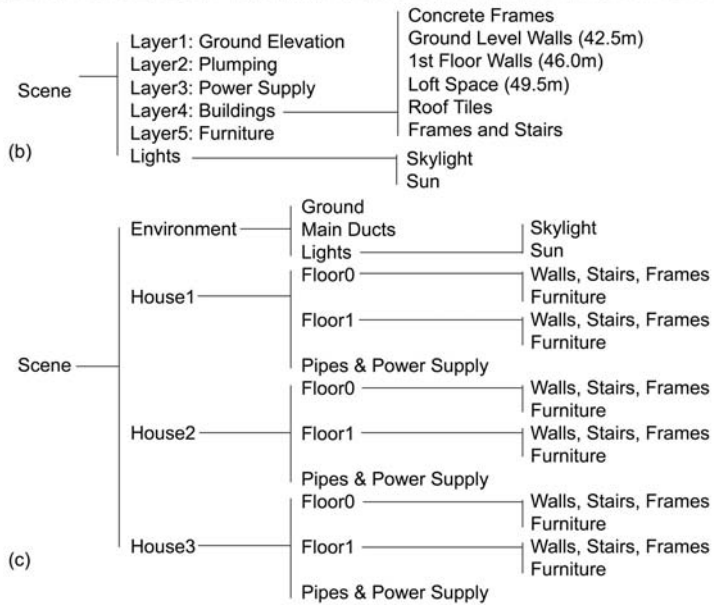 Concrete Frames
Layer1: Ground Elevation
Ground Level Walls (42.5m)
Layer2: Plumping
1st Floor Walls (46.0m)
Scene
Layer3: Power Supply
Loft Space (49.5m)
Layer4: Buildings
Roof Tiles
Layer5: Furniture
Frames and Stairs
(b)
Lights
Skylight
Sun
Ground
Environment
Main Ducts
Skylight
Lights
Sun
Floor0
Walls, Stairs, Frames
House1
Furniture
Floor1
Walls, Stairs, Frames
Furniture
Scene
Pipes & Power Supply
Floor0
Walls, Stairs, Frames
Furniture
House2
Floor1
Walls, Stairs, Frames
Furniture
Pipes & Power Supply
Floor0
Walls, Stairs, Frames
Furniture
House3
Floor1
Walls, Stairs, Frames
(c)
Furniture
Pipes & Power Supply